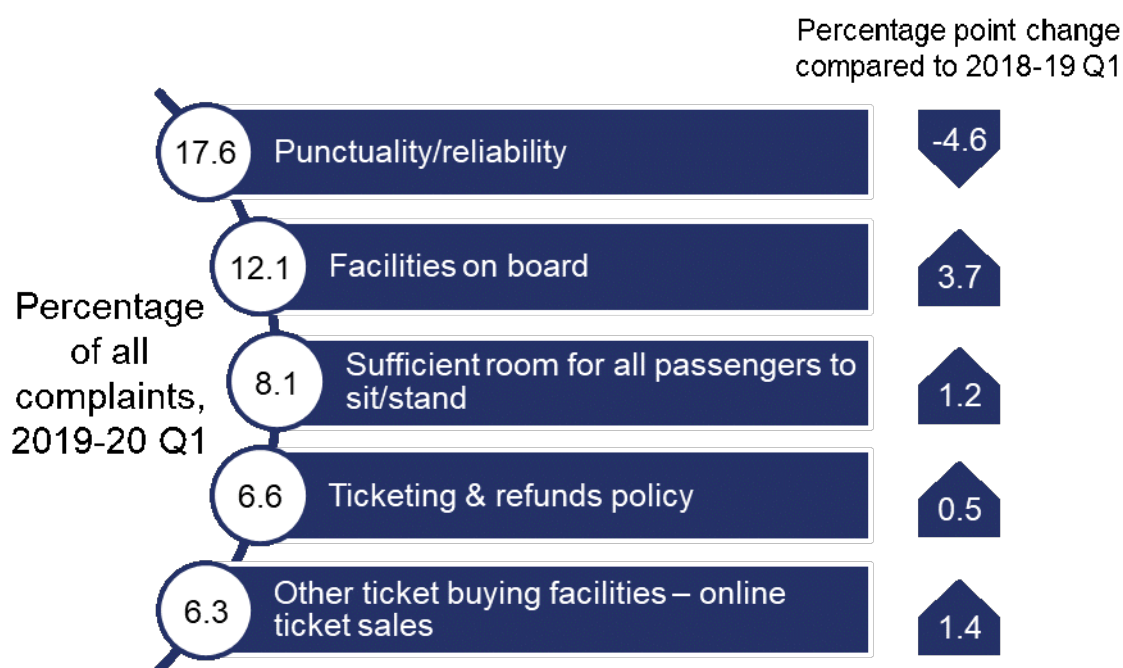 Percentage point change
compared to 2018-19 Q1
17.6 Punctuality/reliability -4.6
12.1 Facilities on board 3.7
Percentage
of all
complaints,
2019-20 Q1
8.1 Sufficient room for all passengers to
sit/stand 1.2
6.6 Ticketing & refunds policy 0.5
6.3 Other ticket buying facilities – online
ticket sales 1.4